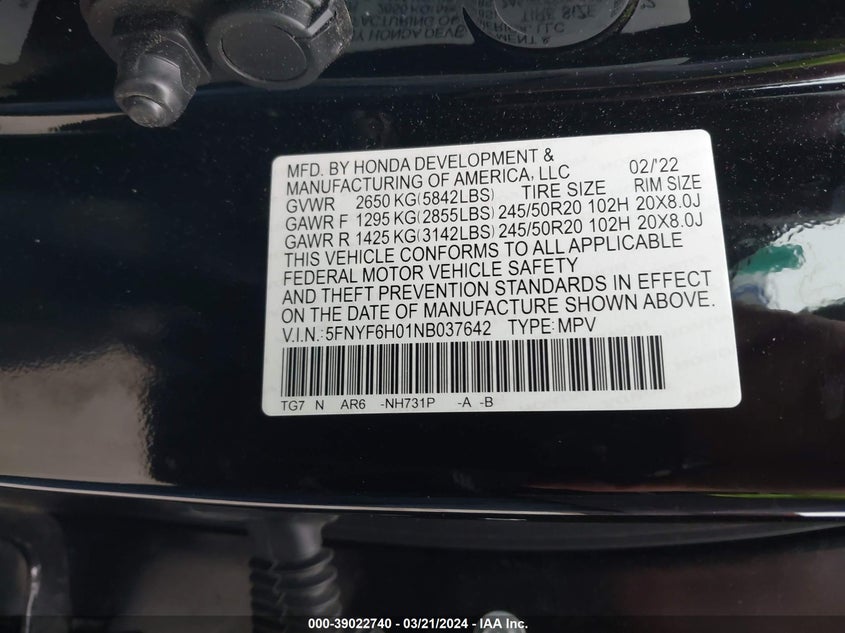 MFD. BY HONDA DEVELOPMENT &
MANUFACTURING OF AMERICA, LLC 02/'22
GVWR 2650 KG(5842LBS) TIRE SIZE RIM SIZE
GAWR F 1295 KG(2855LBS) 245/50R20 102H 20X8.0J
GAWR R 1425 KG(3142LBS) 245/50R20 102H 20X8.0J
THIS VEHICLE CONFORMS TO ALL APPLICABLE
FEDERAL MOTOR VEHICLE SAFETY
AND THEFT PREVENTION STANDARDS IN EFFECT
ON THE DATE OF MANUFACTURE SHOWN ABOVE.
V.I.N.: 5FNYF6H01NB037642 TYPE: MPV
TG7 N AR6 -NH731P -A -B
000-39022740 - 03/21/2024 - IAA Inc.